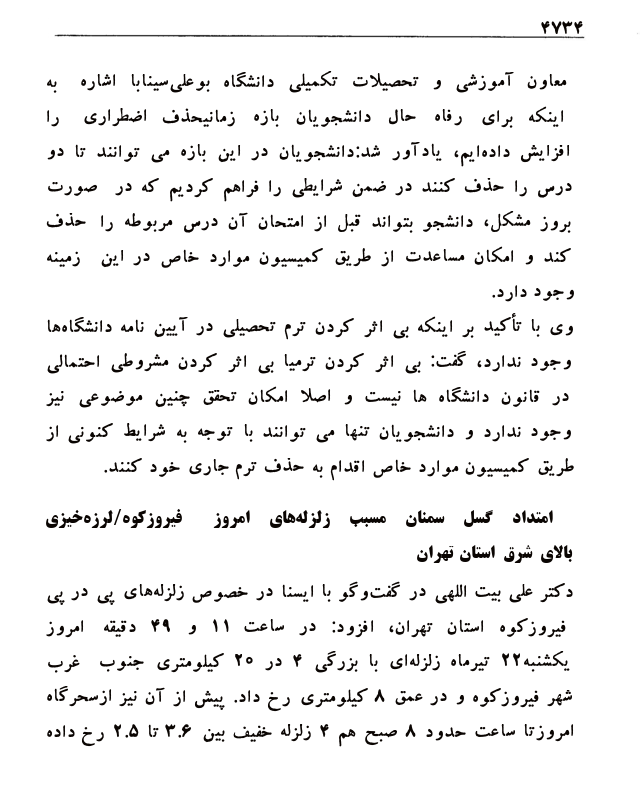 ۴۷۳۴
معاون آموزشی و تحصیلات تکمیلی دانشگاه بوعلی‌سینابا اشاره به
اینکه برای رفاه حال دانشجویان بازه زمانیحذف اضطراری را
افزایش داده‌ایم، یادآور شد:دانشجویان در این بازه می توانند تا دو
درس را حذف کنند در ضمن شرایطی را فراهم کردیم که در صورت
بروز مشکل، دانشجو بتواند قبل از امتحان آن درس مربوطه را حذف
کند و امکان مساعدت از طریق کمیسیون موارد خاص در این زمینه
وجود دارد.
وی با تأکید بر اینکه بی اثر کردن ترم تحصیلی در آیین نامه دانشگاه‌ها
وجود ندارد، گفت: بی اثر کردن ترمیا بی اثر کردن مشروطی احتمالی
در قانون دانشگاه ها نیست و اصلا امکان تحقق چنین موضوعی نیز
وجود ندارد و دانشجویان تنها می توانند با توجه به شرایط کنونی از
طریق کمیسیون موارد خاص اقدام به حذف ترم جاری خود کنند.
امتداد گسل سمنان مسبب زلزله‌های امروز فیروزکوه/لرزه‌خیزی
بالای شرق استان تهران
دکتر علی بیت اللهی در گفت‌وگو با ایسنا در خصوص زلزله‌های پی در پی
فیروزکوه استان تهران، افزود: در ساعت ۱۱ و ۴۹ دقیقه امروز
یکشنبه۲۲ تیرماه زلزله‌ای با بزرگی ۴ در ۲۰ کیلومتری جنوب غرب
شهر فیروزکوه و در عمق ۸ کیلومتری رخ داد. پیش از آن نیز ازسحرگاه
امروزتا ساعت حدود ۸ صبح هم ۴ زلزله خفیف بین ۳.۶ تا ۲.۵ رخ داده